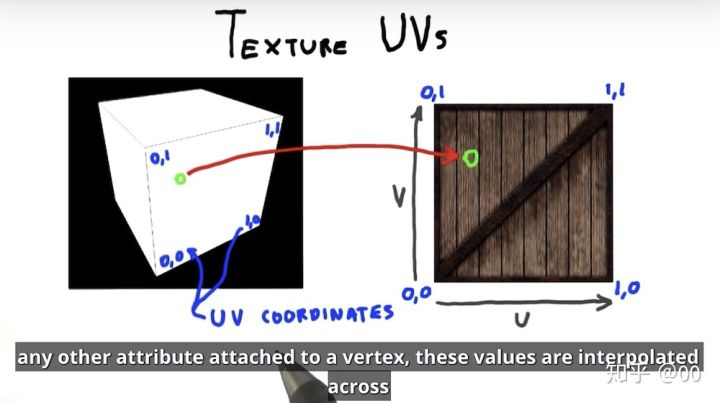 TEXTURE UVs
0,1
1,1
0,1
1,1
V
0,0
1,0
0,0
1,0
U
UV COORDINATES
any other attribute attached to a vertex, these values are interpolated
across
知乎 @00